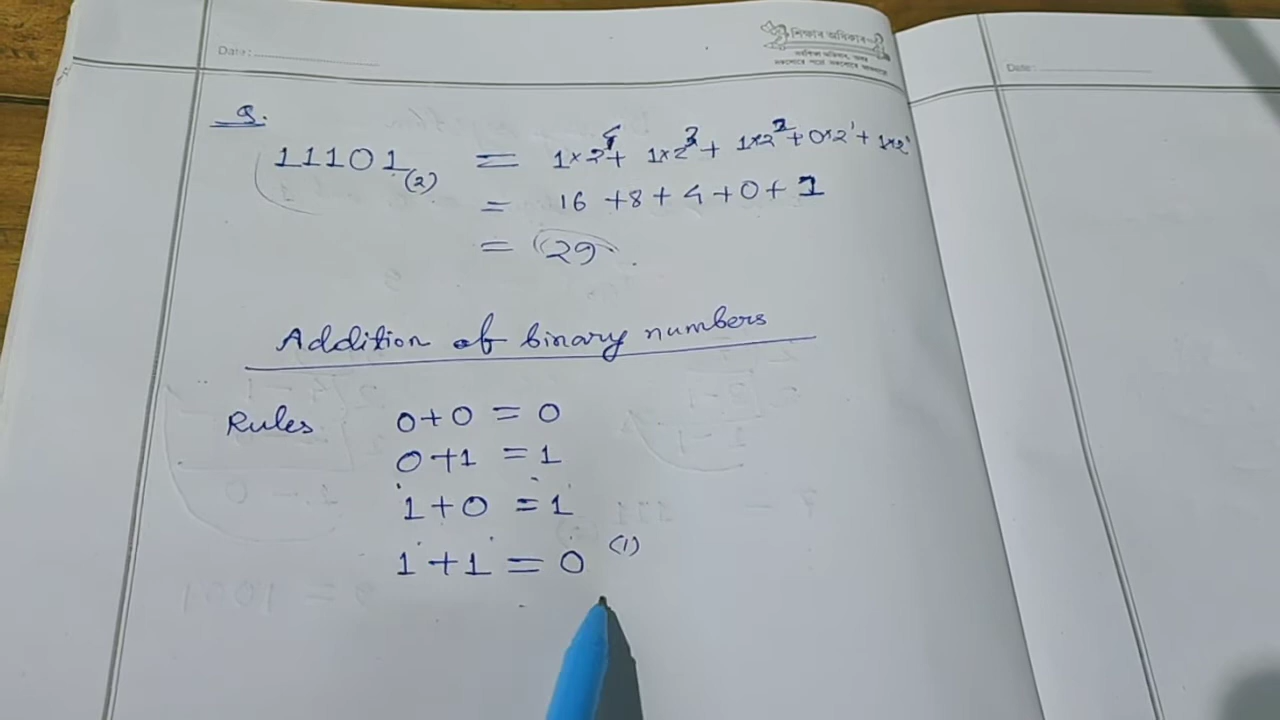 Date:
শিক্ষাৰ অধিকাৰ
Date:
Q.
11101(2) = 1×2⁴+ 1×2³+ 1×2²+0×2¹+1×2⁰
= 16 +8+4+0+1
= 29
Addition of binary numbers
Rules 0+0 = 0
0+1 = 1
1+0 = 1
1+1 = 0 (1)